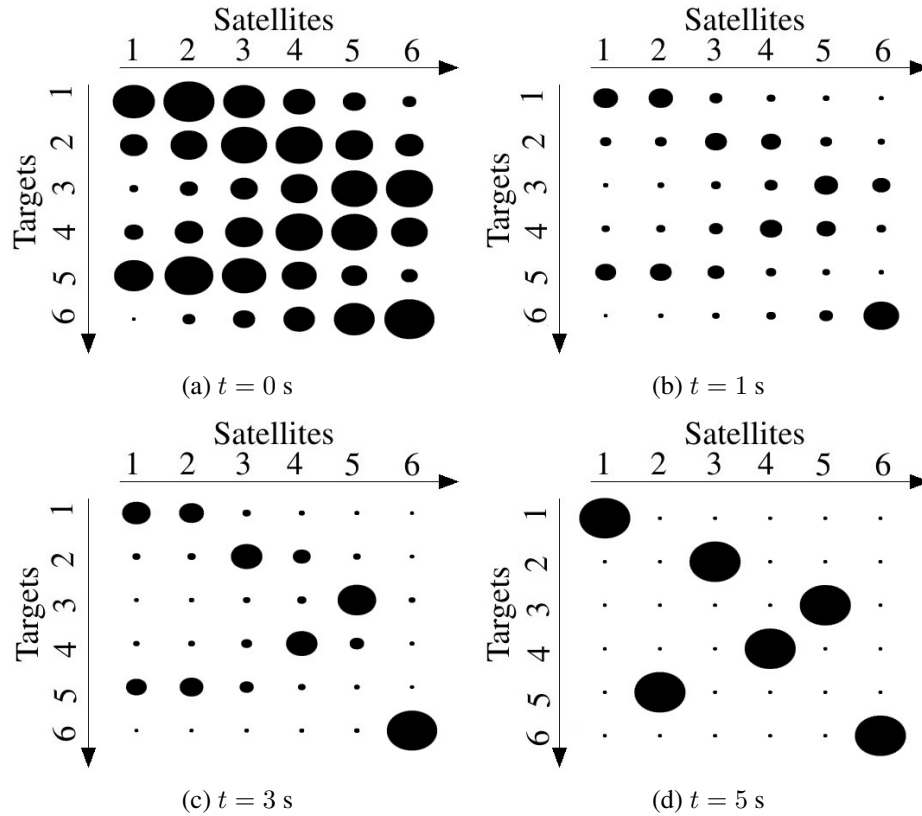 Satellites
1 2 3 4 5 6
Targets
1
2
3
4
5
6
(a) t = 0 s
Satellites
1 2 3 4 5 6
Targets
1
2
3
4
5
6
(b) t = 1 s
Satellites
1 2 3 4 5 6
Targets
1
2
3
4
5
6
(c) t = 3 s
Satellites
1 2 3 4 5 6
Targets
1
2
3
4
5
6
(d) t = 5 s